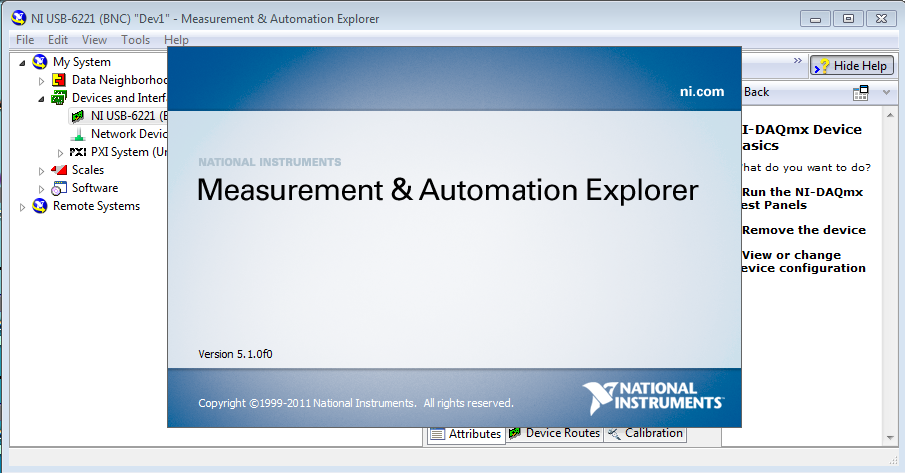 NI USB-6221 (BNC) "Dev1" - Measurement & Automation Explorer
File Edit View Tools Help
My System
Data Neighborhoo
Devices and Interf
NI USB-6221 (B
Network Devic
PXI System (Un
Scales
Software
Remote Systems
ni.com
NATIONAL INSTRUMENTS
Measurement & Automation Explorer
Version 5.1.0f0
Copyright ©1999-2011 National Instruments. All rights reserved.
NATIONAL
INSTRUMENTS™
» Hide Help
Back
I-DAQmx Device
asics
hat do you want to do?
Run the NI-DAQmx
est Panels
Remove the device
View or change
evice configuration
Attributes Device Routes Calibration